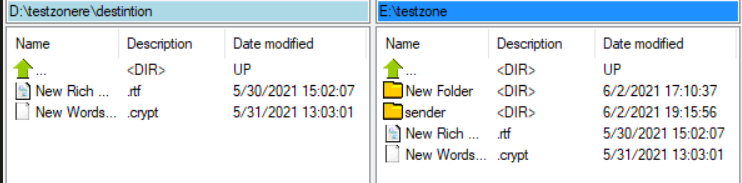 D:\testzonere\destintion
Name Description Date modified
... <DIR> UP
New Rich ... .rtf 5/30/2021 15:02:07
New Words... .crypt 5/31/2021 13:03:01
E:\testzone
Name Description Date modified
... <DIR> UP
New Folder <DIR> 6/2/2021 17:10:37
sender <DIR> 6/2/2021 19:15:56
New Rich ... .rtf 5/30/2021 15:02:07
New Words... .crypt 5/31/2021 13:03:01